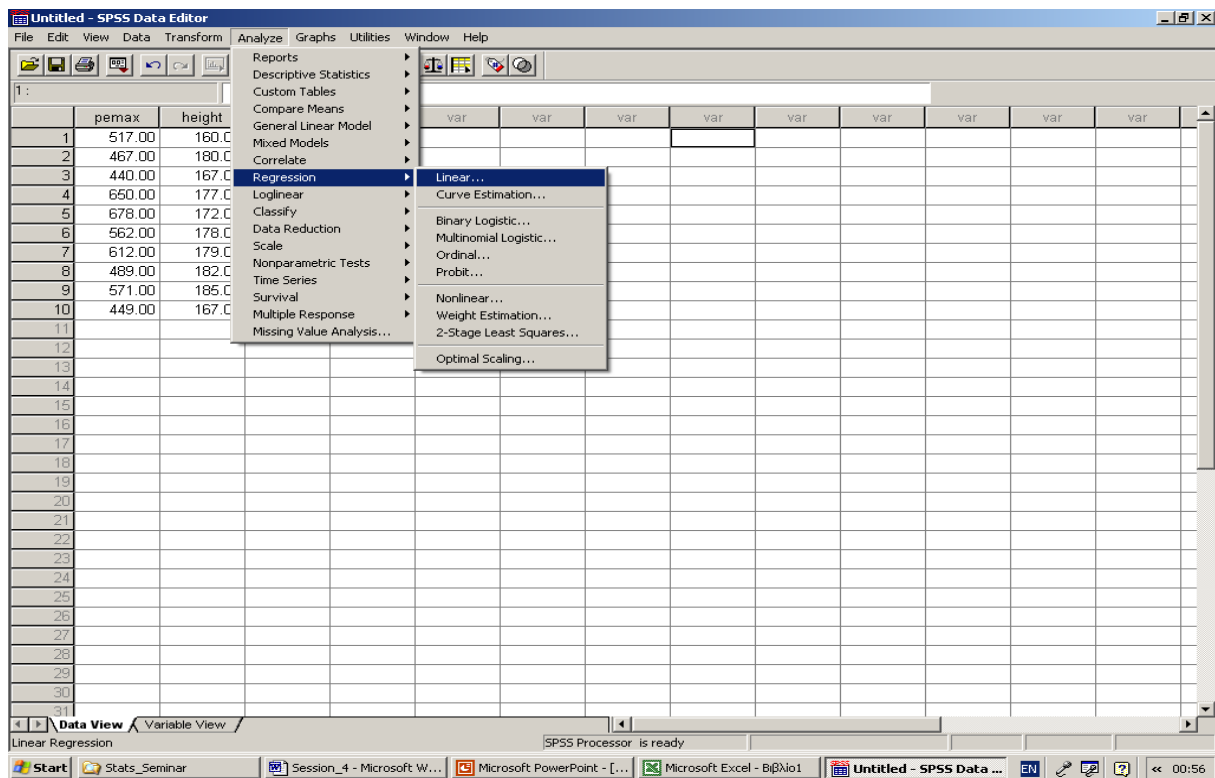 Untitled - SPSS Data Editor
File Edit View Data Transform Analyze Graphs Utilities Window Help
1 :
pemax height var var var var var var var var var
1 517.00 160.0
2 467.00 180.0
3 440.00 167.0
4 650.00 177.0
5 678.00 172.0
6 562.00 178.0
7 612.00 179.0
8 489.00 182.0
9 571.00 185.0
10 449.00 167.0
11
12
13
14
15
16
17
18
19
20
21
22
23
24
25
26
27
28
29
30
31
Reports
Descriptive Statistics
Custom Tables
Compare Means
General Linear Model
Mixed Models
Correlate
Regression
Loglinear
Classify
Data Reduction
Scale
Nonparametric Tests
Time Series
Survival
Multiple Response
Missing Value Analysis...
Linear...
Curve Estimation...
Binary Logistic...
Multinomial Logistic...
Ordinal...
Probit...
Nonlinear...
Weight Estimation...
2-Stage Least Squares...
Optimal Scaling...
Data View Variable View
Linear Regression SPSS Processor is ready
Start Stats_Seminar Session_4 - Microsoft W... Microsoft PowerPoint - [... Microsoft Excel - Βιβλίο1 Untitled - SPSS Data ... EN « 00:56